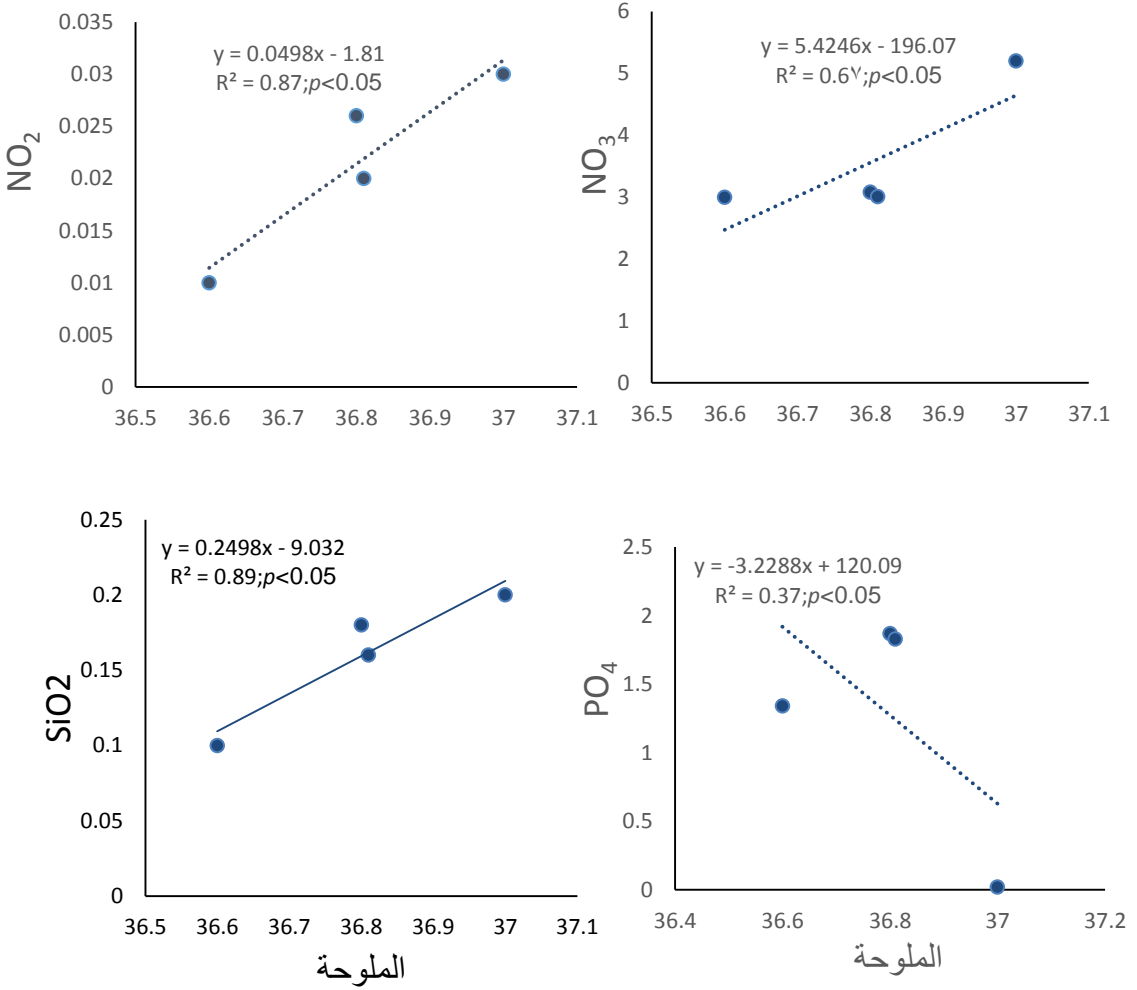 y = 0.0498x - 1.81
R² = 0.87;p<0.05
NO₂
0.035
0.03
0.025
0.02
0.015
0.01
0.005
0
36.5 36.6 36.7 36.8 36.9 37 37.1
y = 5.4246x - 196.07
R² = 0.6٧;p<0.05
NO₃
6
5
4
3
2
1
0
36.5 36.6 36.7 36.8 36.9 37 37.1
y = 0.2498x - 9.032
R² = 0.89;p<0.05
SiO2
0.25
0.2
0.15
0.1
0.05
0
36.5 36.6 36.7 36.8 36.9 37 37.1
الملوحة
y = -3.2288x + 120.09
R² = 0.37;p<0.05
PO₄
2.5
2
1.5
1
0.5
0
36.4 36.6 36.8 37 37.2
الملوحة